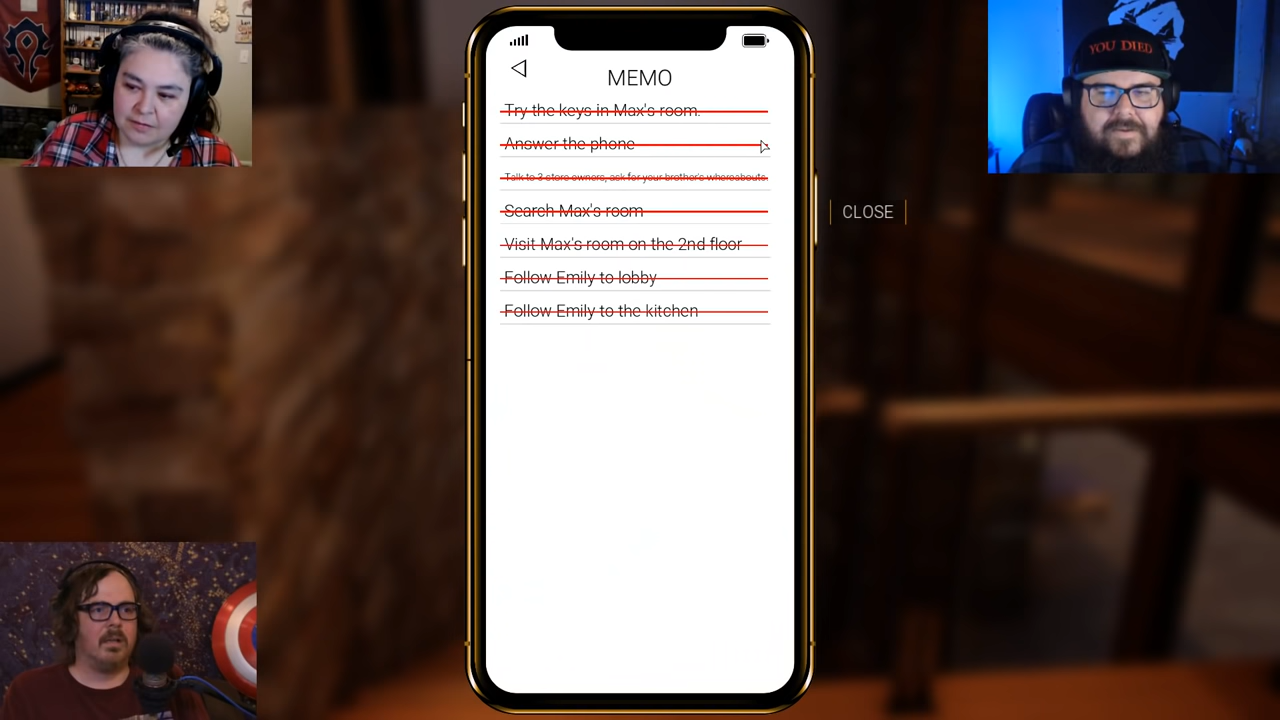 MEMO
Try the keys in Max's room.
Answer the phone
Talk to 3 store owners, ask for your brother's whereabouts.
Search Max's room
Visit Max's room on the 2nd floor
Follow Emily to lobby
Follow Emily to the kitchen
CLOSE
YOU DIED